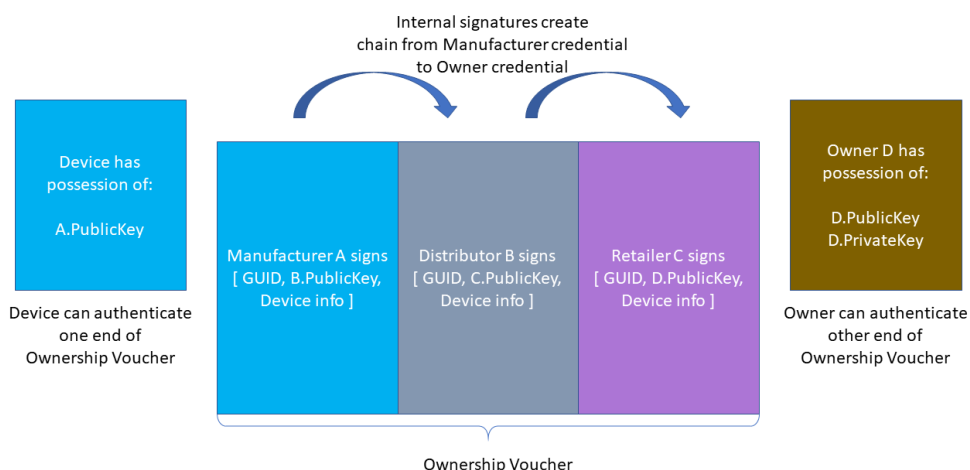 Internal signatures create
chain from Manufacturer credential
to Owner credential
Device has
possession of:
A.PublicKey
Device can authenticate
one end of
Ownership Voucher
Manufacturer A signs
[ GUID, B.PublicKey,
Device info ]
Distributor B signs
[ GUID, C.PublicKey,
Device info ]
Retailer C signs
[ GUID, D.PublicKey,
Device info ]
Owner D has
possession of:
D.PublicKey
D.PrivateKey
Owner can authenticate
other end of
Ownership Voucher
Ownership Voucher